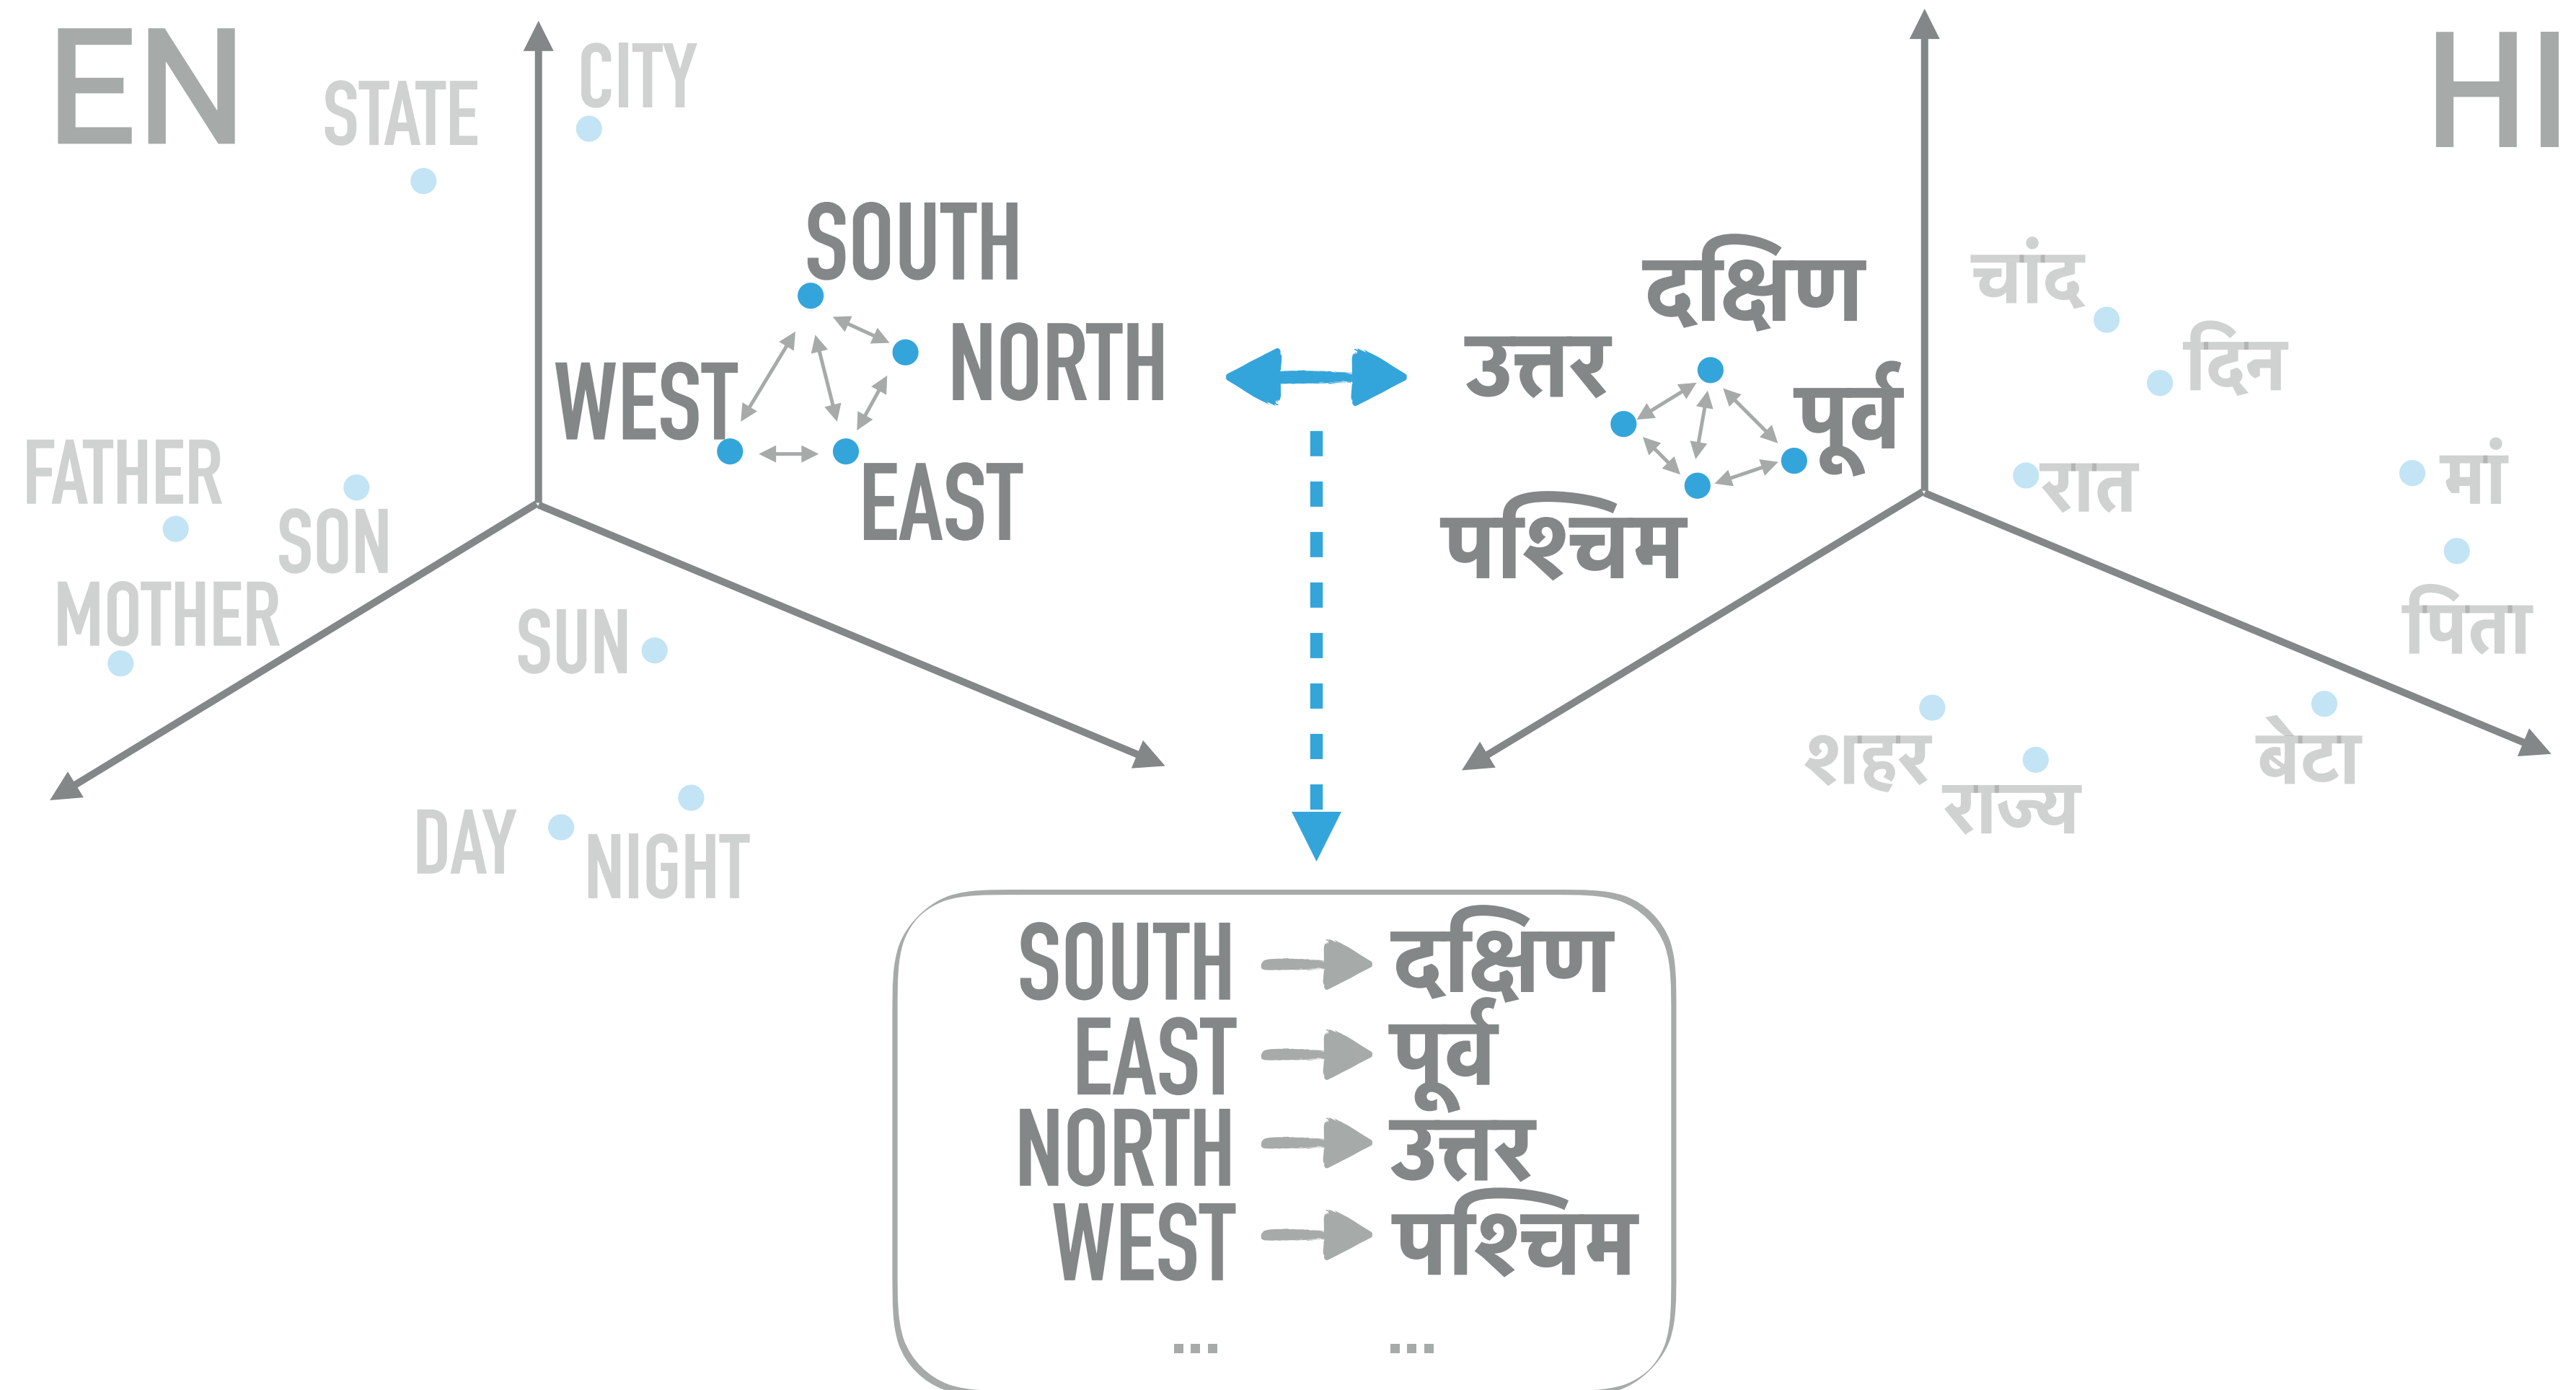 EN
STATE
CITY
SOUTH
NORTH
WEST
EAST
FATHER
SON
MOTHER
SUN
DAY
NIGHT
HI
दक्षिण
उत्तर
पूर्व
पश्चिम
चांद
दिन
रात
मां
पिता
शहर
राज्य
बेटा
SOUTH दक्षिण
EAST पूर्व
NORTH उत्तर
WEST पश्चिम
... ...